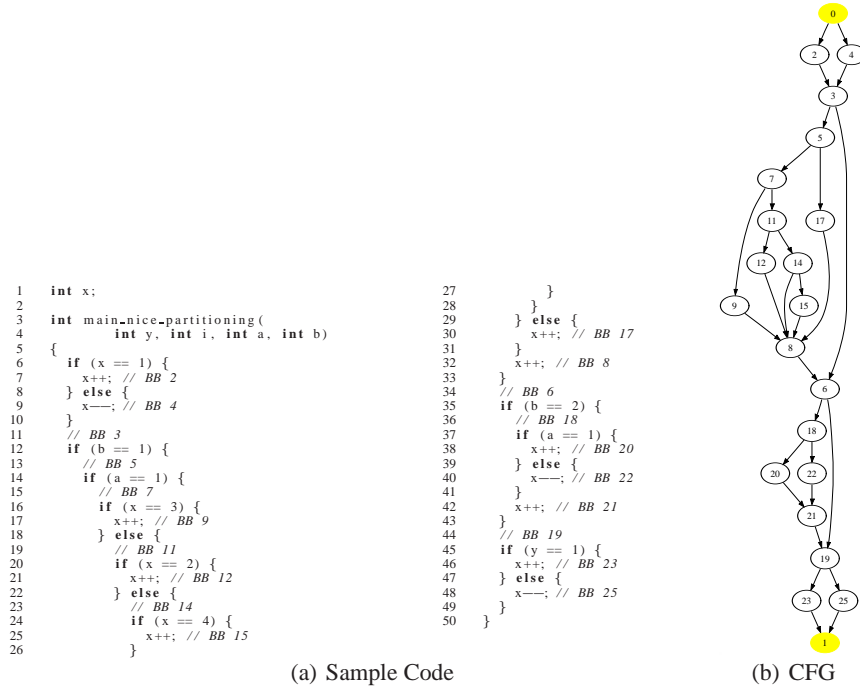 1 int x;
2
3 int main_nice_partitioning(
4 int y, int i, int a, int b)
5 {
6 if (x == 1) {
7 x++; // BB 2
8 } else {
9 x--; // BB 4
10 }
11 // BB 3
12 if (b == 1) {
13 // BB 5
14 if (a == 1) {
15 // BB 7
16 if (x == 3) {
17 x++; // BB 9
18 } else {
19 // BB 11
20 if (x == 2) {
21 x++; // BB 12
22 } else {
23 // BB 14
24 if (x == 4) {
25 x++; // BB 15
26 }
27 }
28 }
29 } else {
30 x++; // BB 17
31 }
32 x++; // BB 8
33 }
34 // BB 6
35 if (b == 2) {
36 // BB 18
37 if (a == 1) {
38 x++; // BB 20
39 } else {
40 x--; // BB 22
41 }
42 x++; // BB 21
43 }
44 // BB 19
45 if (y == 1) {
46 x++; // BB 23
47 } else {
48 x--; // BB 25
49 }
50 }
(a) Sample Code
0
2 4
3
5
7
11 17
12 14
9 15
8
6
18
20 22
21
19
23 25
1
(b) CFG